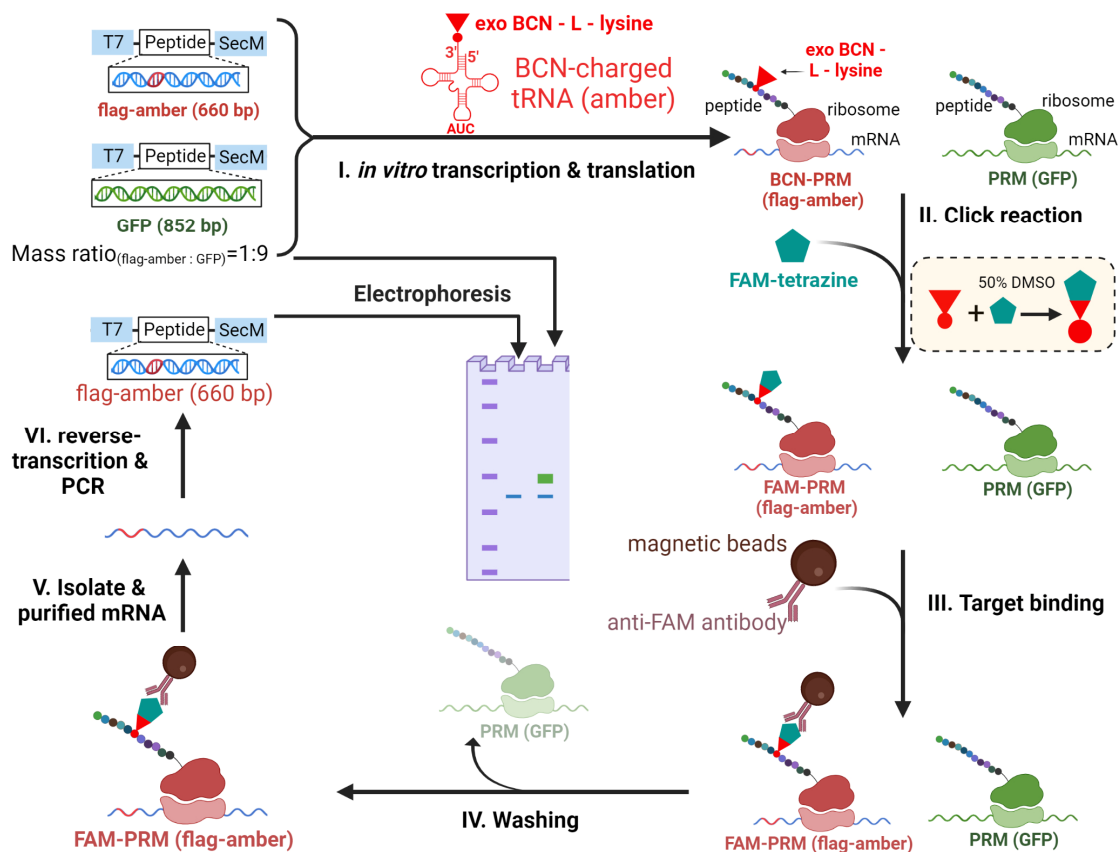 T7 Peptide SecM
flag-amber (660 bp)
T7 Peptide SecM
GFP (852 bp)
Mass ratio(flag-amber : GFP)=1:9
exo BCN - L - lysine
3' 5'
BCN-charged
tRNA (amber)
AUC
I. in vitro transcription & translation
exo BCN -
L - lysine
peptide
ribosome
mRNA
BCN-PRM
(flag-amber)
peptide
ribosome
mRNA
PRM (GFP)
II. Click reaction
FAM-tetrazine
50% DMSO
+
FAM-PRM
(flag-amber)
PRM (GFP)
magnetic beads
anti-FAM antibody
III. Target binding
FAM-PRM (flag-amber)
PRM (GFP)
IV. Washing
PRM (GFP)
FAM-PRM (flag-amber)
V. Isolate &
purified mRNA
VI. reverse-
transcrition &
PCR
T7 Peptide SecM
flag-amber (660 bp)
Electrophoresis